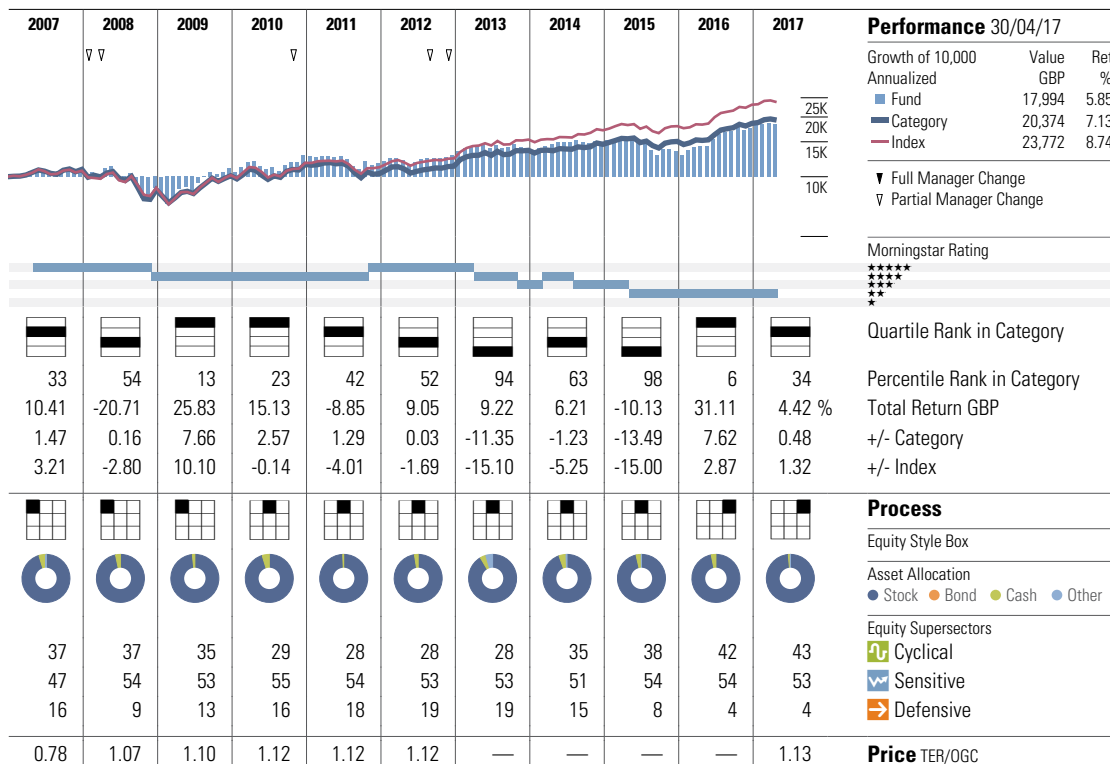 2007 2008 2009 2010 2011 2012 2013 2014 2015 2016 2017
Performance 30/04/17
Growth of 10,000 Value Ret
Annualized GBP %
Fund 17,994 5.85
Category 20,374 7.13
Index 23,772 8.74
▼ Full Manager Change
▽ Partial Manager Change
25K
20K
15K
10K
Morningstar Rating
★★★★★
★★★★
★★★
★★
★
Quartile Rank in Category
33 54 13 23 42 52 94 63 98 6 34 Percentile Rank in Category
10.41 -20.71 25.83 15.13 -8.85 9.05 9.22 6.21 -10.13 31.11 4.42 % Total Return GBP
1.47 0.16 7.66 2.57 1.29 0.03 -11.35 -1.23 -13.49 7.62 0.48 +/- Category
3.21 -2.80 10.10 -0.14 -4.01 -1.69 -15.10 -5.25 -15.00 2.87 1.32 +/- Index
Process
Equity Style Box
Asset Allocation
Stock Bond Cash Other
Equity Supersectors
37 37 35 29 28 28 28 35 38 42 43 Cyclical
47 54 53 55 54 53 53 51 54 54 53 Sensitive
16 9 13 16 18 19 19 15 8 4 4 Defensive
0.78 1.07 1.10 1.12 1.12 1.12 — — — — 1.13 Price TER/OGC